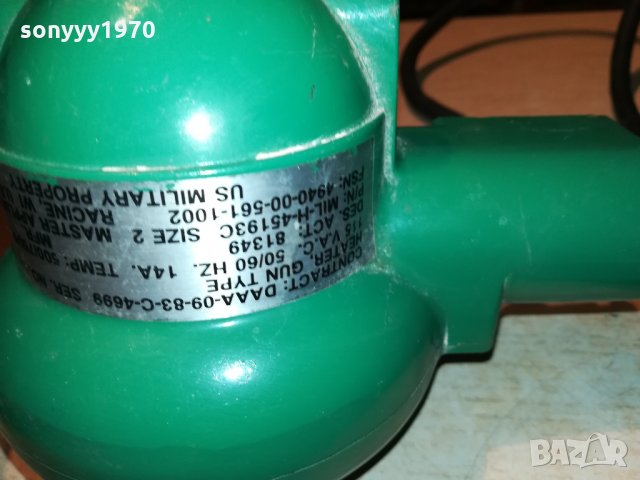 sonyyy1970
CONTRACT: DAAA-09-83-C-4699 SER.
HEATER, GUN TYPE
115 V.A.C. 50/60 HZ. 14A. TEMP:
ACT: 81349
DES: MIL-H-45193C SIZE 2 MASTER
P/N: 4940-00-561-1002 RACINE,
FSN: US MILITARY PROPERTY
BAZAR